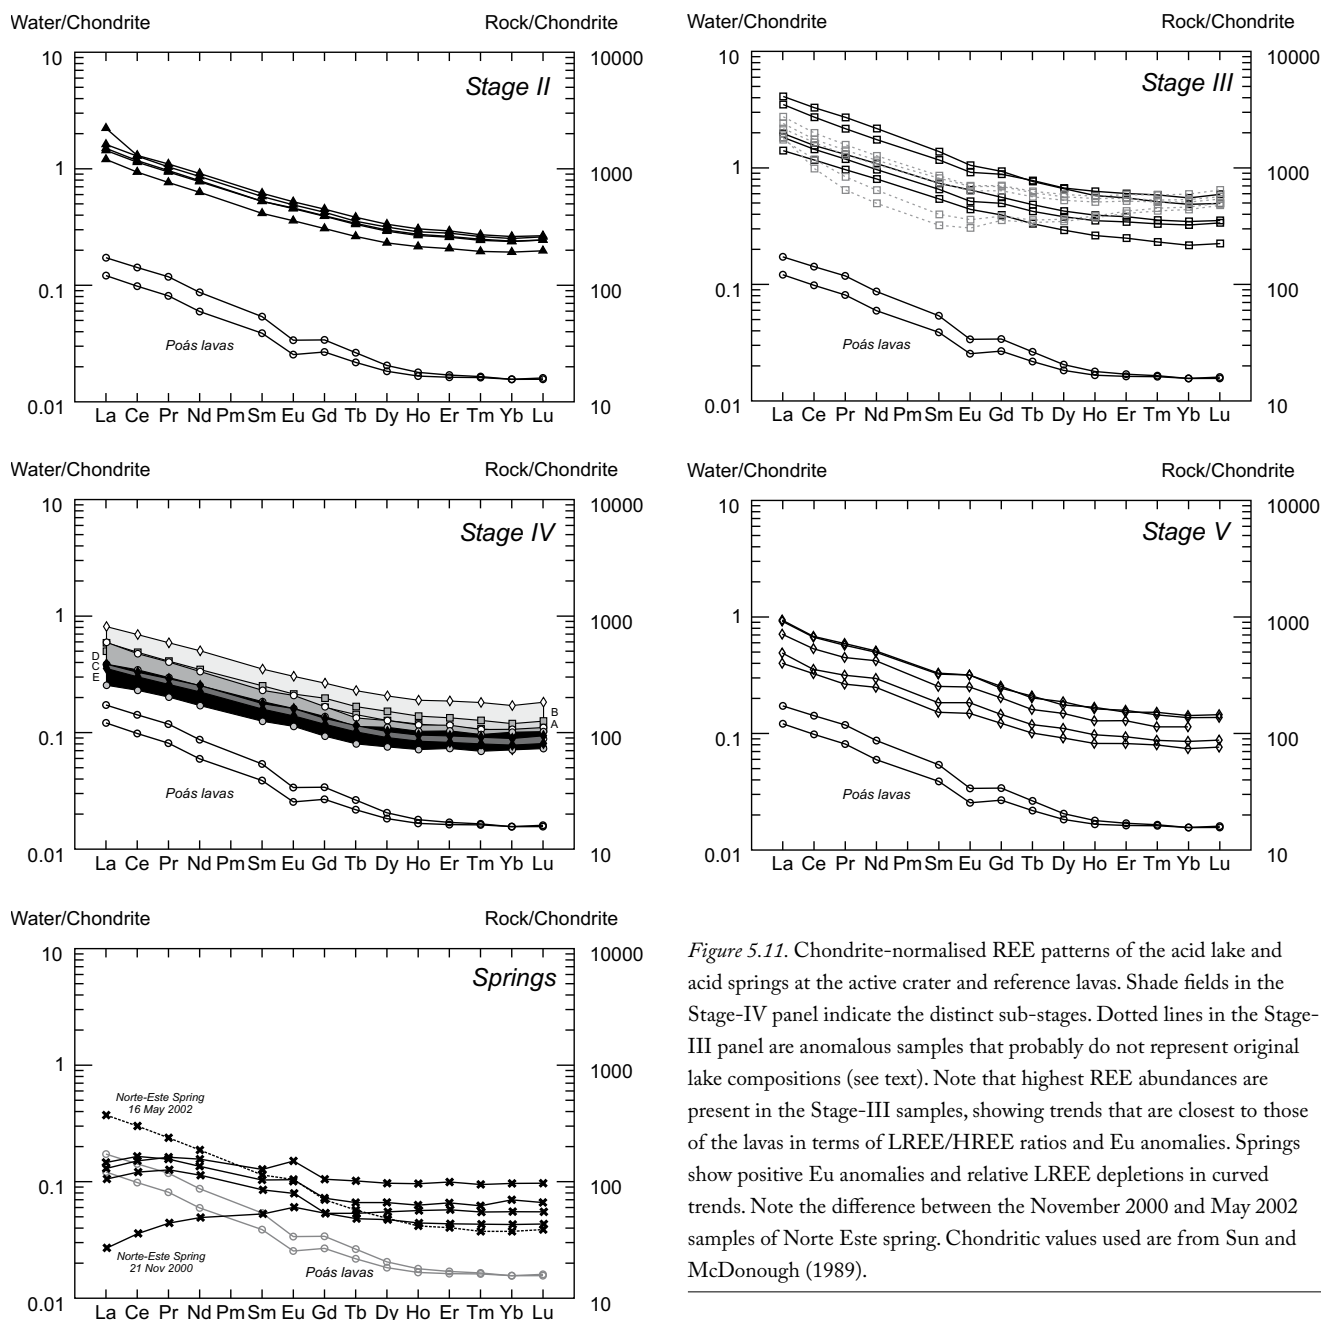 Water/Chondrite Rock/Chondrite
10 10000
Stage II
1 1000
0.1 100
Poás lavas
0.01 10
La Ce Pr Nd Pm Sm Eu Gd Tb Dy Ho Er Tm Yb Lu
Water/Chondrite Rock/Chondrite
10 10000
Stage III
1 1000
0.1 100
Poás lavas
0.01 10
La Ce Pr Nd Pm Sm Eu Gd Tb Dy Ho Er Tm Yb Lu
Water/Chondrite Rock/Chondrite
10 10000
Stage IV
1 1000
D
C
E
B
A
0.1 100
Poás lavas
0.01 10
La Ce Pr Nd Pm Sm Eu Gd Tb Dy Ho Er Tm Yb Lu
Water/Chondrite Rock/Chondrite
10 10000
Stage V
1 1000
0.1 100
Poás lavas
0.01 10
La Ce Pr Nd Pm Sm Eu Gd Tb Dy Ho Er Tm Yb Lu
Water/Chondrite Rock/Chondrite
10 10000
Springs
1 1000
Norte-Este Spring
16 May 2002
0.1 100
Norte-Este Spring
21 Nov 2000
Poás lavas
0.01 10
La Ce Pr Nd Pm Sm Eu Gd Tb Dy Ho Er Tm Yb Lu
Figure 5.11. Chondrite-normalised REE patterns of the acid lake and
acid springs at the active crater and reference lavas. Shade fields in the
Stage-IV panel indicate the distinct sub-stages. Dotted lines in the Stage-
III panel are anomalous samples that probably do not represent original
lake compositions (see text). Note that highest REE abundances are
present in the Stage-III samples, showing trends that are closest to those
of the lavas in terms of LREE/HREE ratios and Eu anomalies. Springs
show positive Eu anomalies and relative LREE depletions in curved
trends. Note the difference between the November 2000 and May 2002
samples of Norte Este spring. Chondritic values used are from Sun and
McDonough (1989).